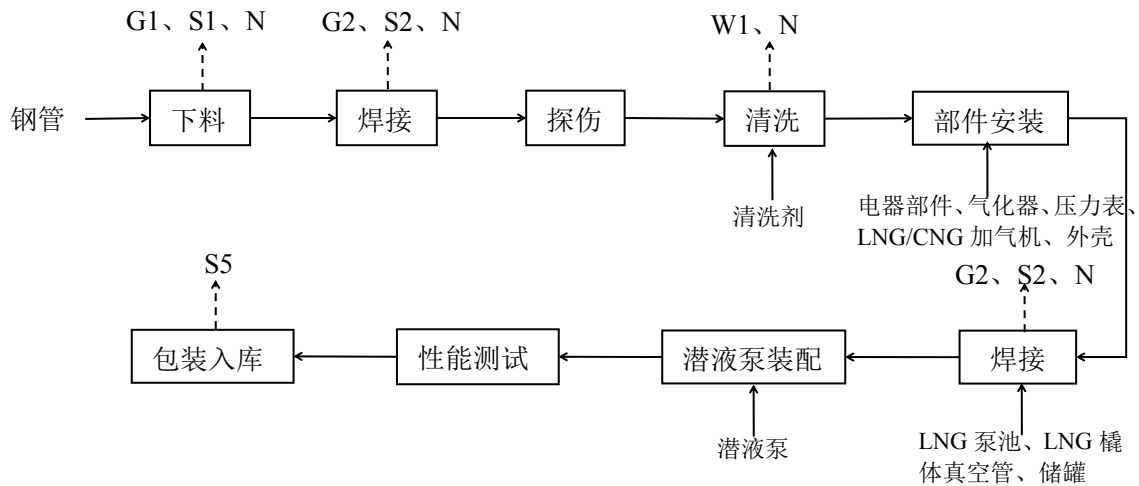 G1、S1、N
G2、S2、N
W1、N
钢管
下料
焊接
探伤
清洗
部件安装
清洗剂
电器部件、气化器、压力表、
LNG/CNG 加气机、外壳
S5
G2、S2、N
包装入库
性能测试
潜液泵装配
焊接
潜液泵
LNG 泵池、LNG 橇
体真空管、储罐